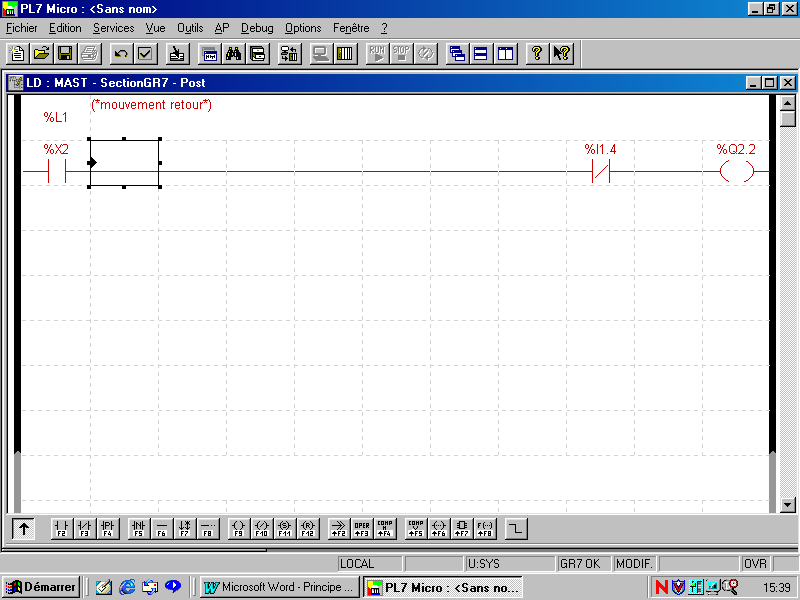 PL7 Micro : <Sans nom>
Fichier Edition Services Vue Outils AP Debug Options Fenêtre ?
RUN STOP
LD : MAST - SectionGR7 - Post
(*mouvement retour*)
%L1
%X2 %I1.4 %Q2.2
F2 F3 F4 F5 F6 F7 F8 F9 F10 F11 F12 F2 F3 F4 F5 F6 F7 F8
LOCAL U:SYS GR7 OK MODIF. OVR
Démarrer Microsoft Word - Principe ... PL7 Micro : <Sans no... 15:39